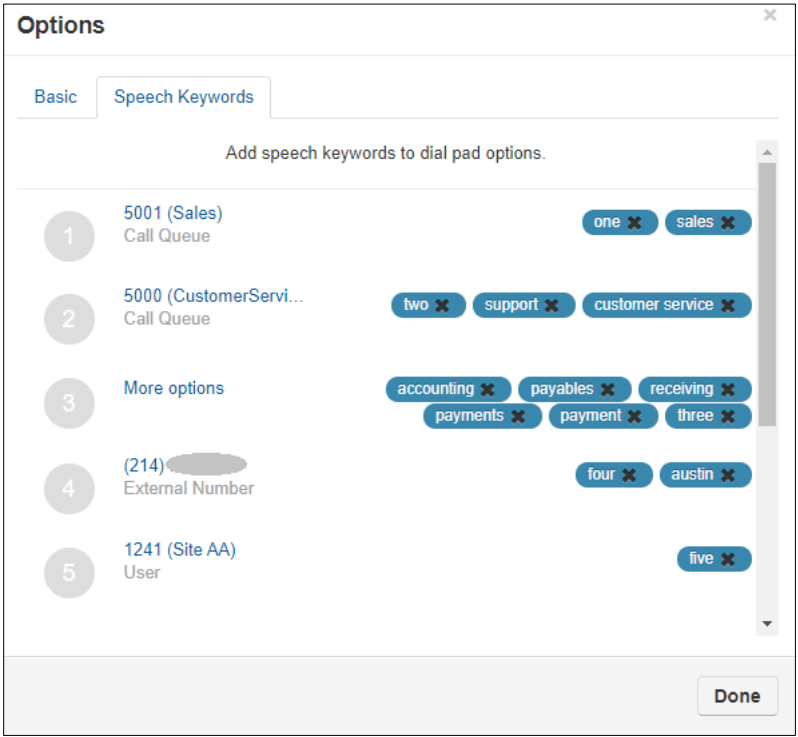 Options
Basic Speech Keywords
Add speech keywords to dial pad options.
1 5001 (Sales) one sales
Call Queue
2 5000 (CustomerServi... two support customer service
Call Queue
3 More options accounting payables receiving
payments payment three
4 (214) four austin
External Number
5 1241 (Site AA) five
User
Done